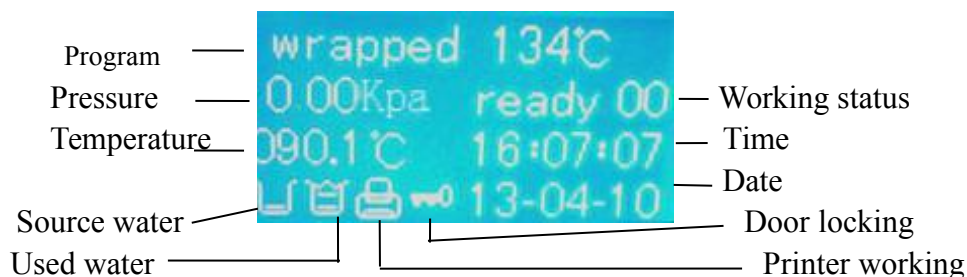 Program
wrapped 134℃
Pressure
0.00Kpa ready 00
Working status
Temperature
090.1℃ 16:07:07
Time
13-04-10
Date
Source water
Door locking
Used water
Printer working